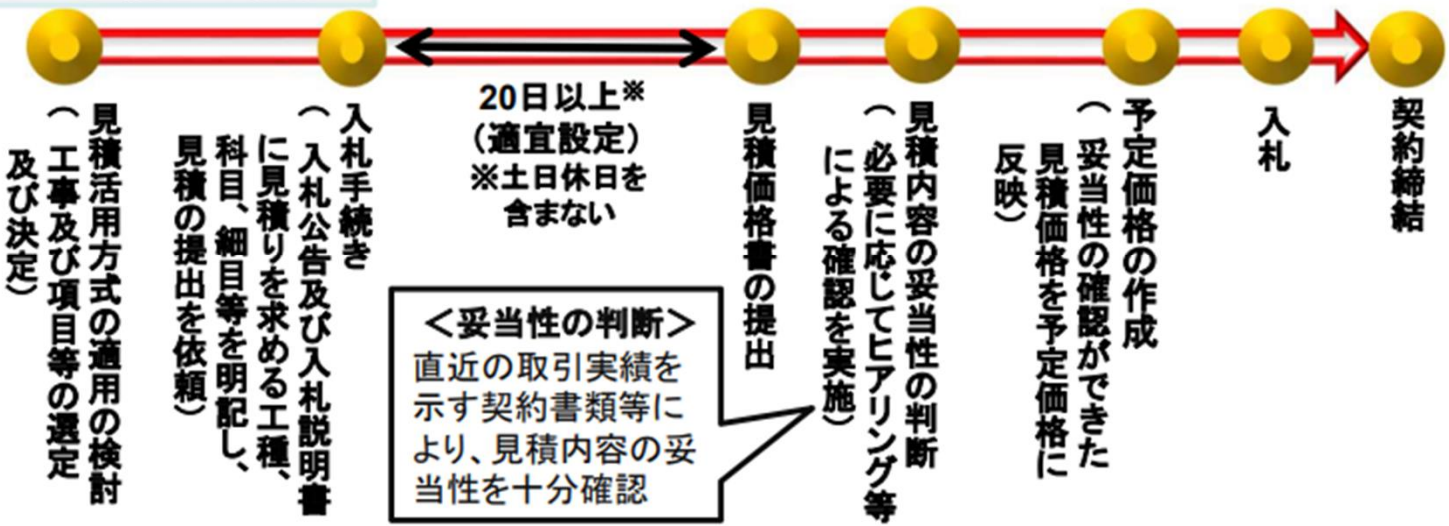 見積活用方式の適用の検討
（工事及び項目等の選定
及び決定）
入札手続き
（入札公告及び入札説明書
に見積りを求める工種、
科目、細目等を明記し、
見積の提出を依頼）
20日以上※
（適宜設定）
※土日休日を
含まない
見積価格書の提出
見積内容の妥当性の判断
（必要に応じてヒアリング等
による確認を実施）
＜妥当性の判断＞
直近の取引実績を
示す契約書類等に
より、見積内容の妥
当性を十分確認
予定価格の作成
（妥当性の確認ができた
見積価格を予定価格に
反映）
入札
契約締結